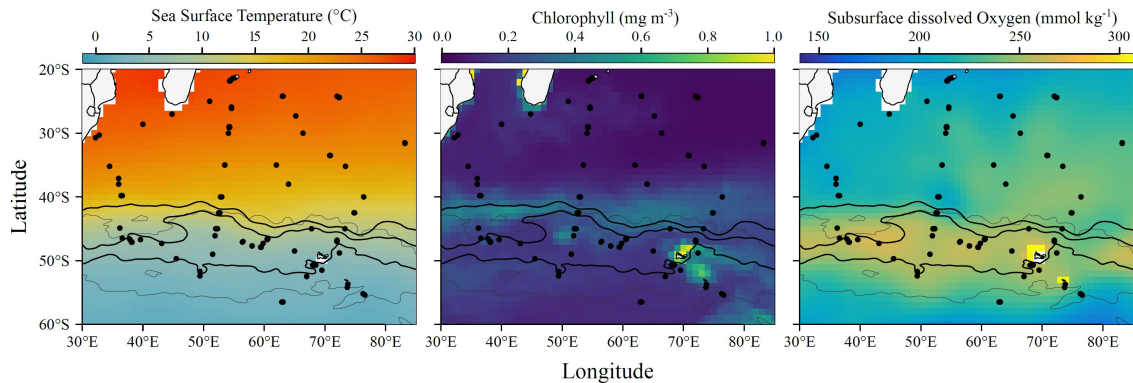 Sea Surface Temperature (°C)
0 5 10 15 20 25 30
Chlorophyll (mg m⁻³)
0.0 0.2 0.4 0.6 0.8 1.0
Subsurface dissolved Oxygen (mmol kg⁻¹)
150 200 250 300
Latitude
20°S
30°S
40°S
50°S
60°S
30°E 40°E 50°E 60°E 70°E 80°E
30°E 40°E 50°E 60°E 70°E 80°E
30°E 40°E 50°E 60°E 70°E 80°E
Longitude